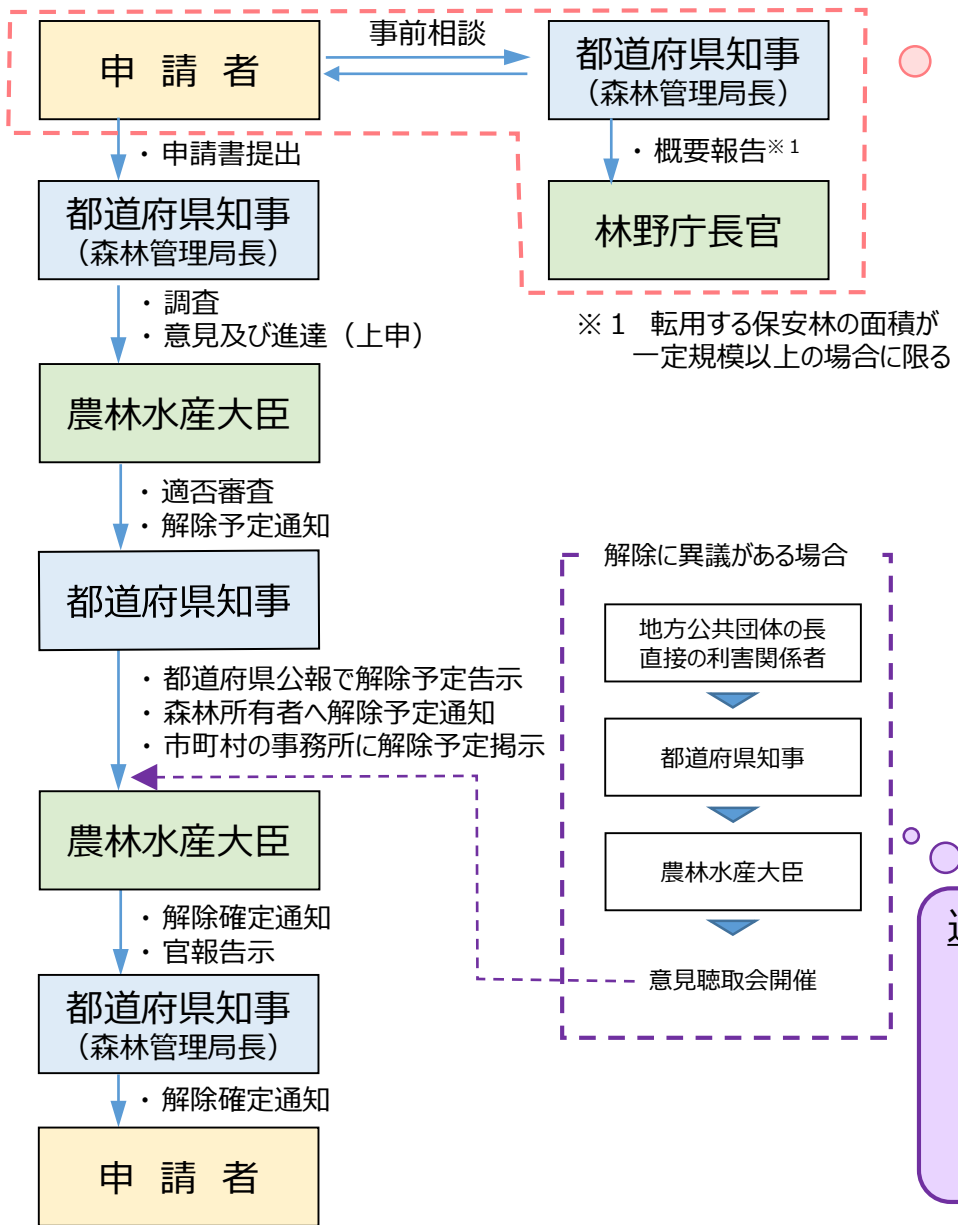 申 請 者
事前相談
都道府県知事
（森林管理局長）
・概要報告※1
林野庁長官
※１ 転用する保安林の面積が
一定規模以上の場合に限る
・申請書提出
都道府県知事
（森林管理局長）
・調査
・意見及び進達（上申）
農林水産大臣
・適否審査
・解除予定通知
都道府県知事
・都道府県公報で解除予定告示
・森林所有者へ解除予定通知
・市町村の事務所に解除予定掲示
農林水産大臣
・解除確定通知
・官報告示
都道府県知事
（森林管理局長）
・解除確定通知
申 請 者
解除に異議がある場合
地方公共団体の長
直接の利害関係者
都道府県知事
農林水産大臣
意見聴取会開催